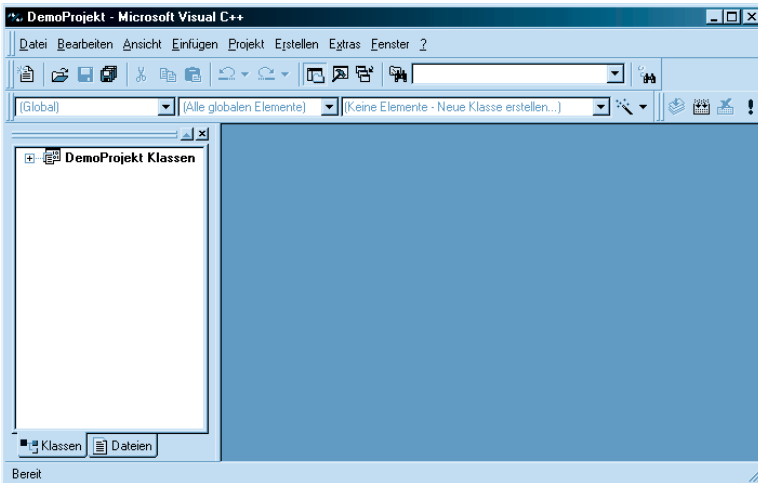 DemoProjekt - Microsoft Visual C++
Datei Bearbeiten Ansicht Einfügen Projekt Erstellen Extras Fenster ?
(Global) (Alle globalen Elemente) (Keine Elemente - Neue Klasse erstellen...)
DemoProjekt Klassen
Klassen Dateien
Bereit